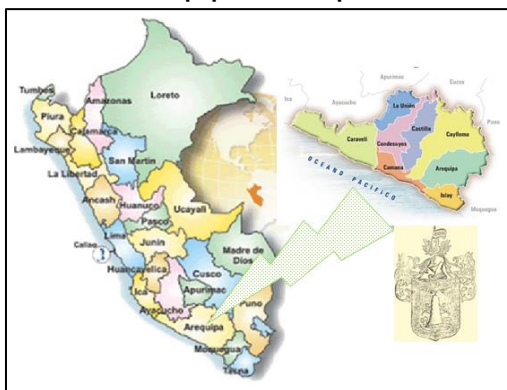 Tumbes
Piura
Lambayeque
La Libertad
Amazonas
Cajamarca
Loreto
San Martin
Ancash
Huanuco
Pasco
Ucayali
Lima
Callao
Junin
Huancavelica
Madre de
Dios
Cusco
Ica
Apurimac
Ayacucho
Puno
Arequipa
Moquegua
Tacna
Apurimac
Cuzco
Ica
Ayacucho
Puno
La Unión
Caravelí
Condesuyos
Castilla
Caylloma
Camana
Arequipa
Islay
Moquegua
OCEANO PACIFICO